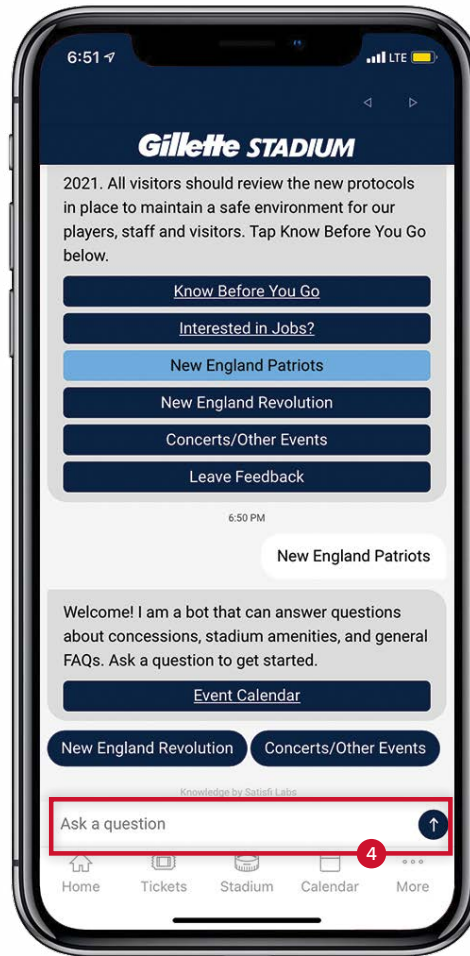 6:51
LTE
Gillette STADIUM
2021. All visitors should review the new protocols
in place to maintain a safe environment for our
players, staff and visitors. Tap Know Before You Go
below.
Know Before You Go
Interested in Jobs?
New England Patriots
New England Revolution
Concerts/Other Events
Leave Feedback
6:50 PM
New England Patriots
Welcome! I am a bot that can answer questions
about concessions, stadium amenities, and general
FAQs. Ask a question to get started.
Event Calendar
New England Revolution
Concerts/Other Events
Knowledge by Satisfi Labs
Ask a question
4
Home
Tickets
Stadium
Calendar
More